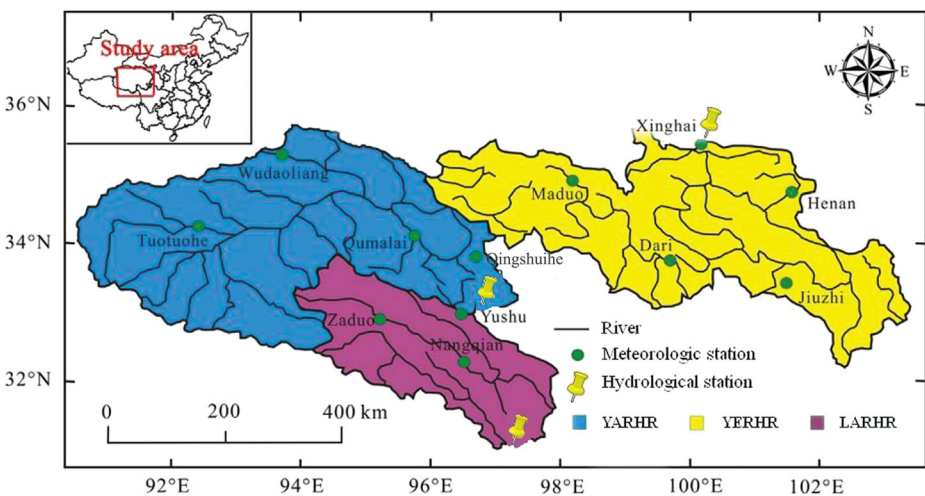 Study area
N
W
E
S
36°N
34°N
32°N
Xinghai
Wudaoliang
Maduo
Henan
Tuotuohe
Qumalai
Qingshuihe
Dari
Jiuzhi
Zaduo
Yushu
Nangqian
River
Meteorologic station
Hydrological station
0 200 400 km
YARHR YERHR LARHR
92°E 94°E 96°E 98°E 100°E 102°E